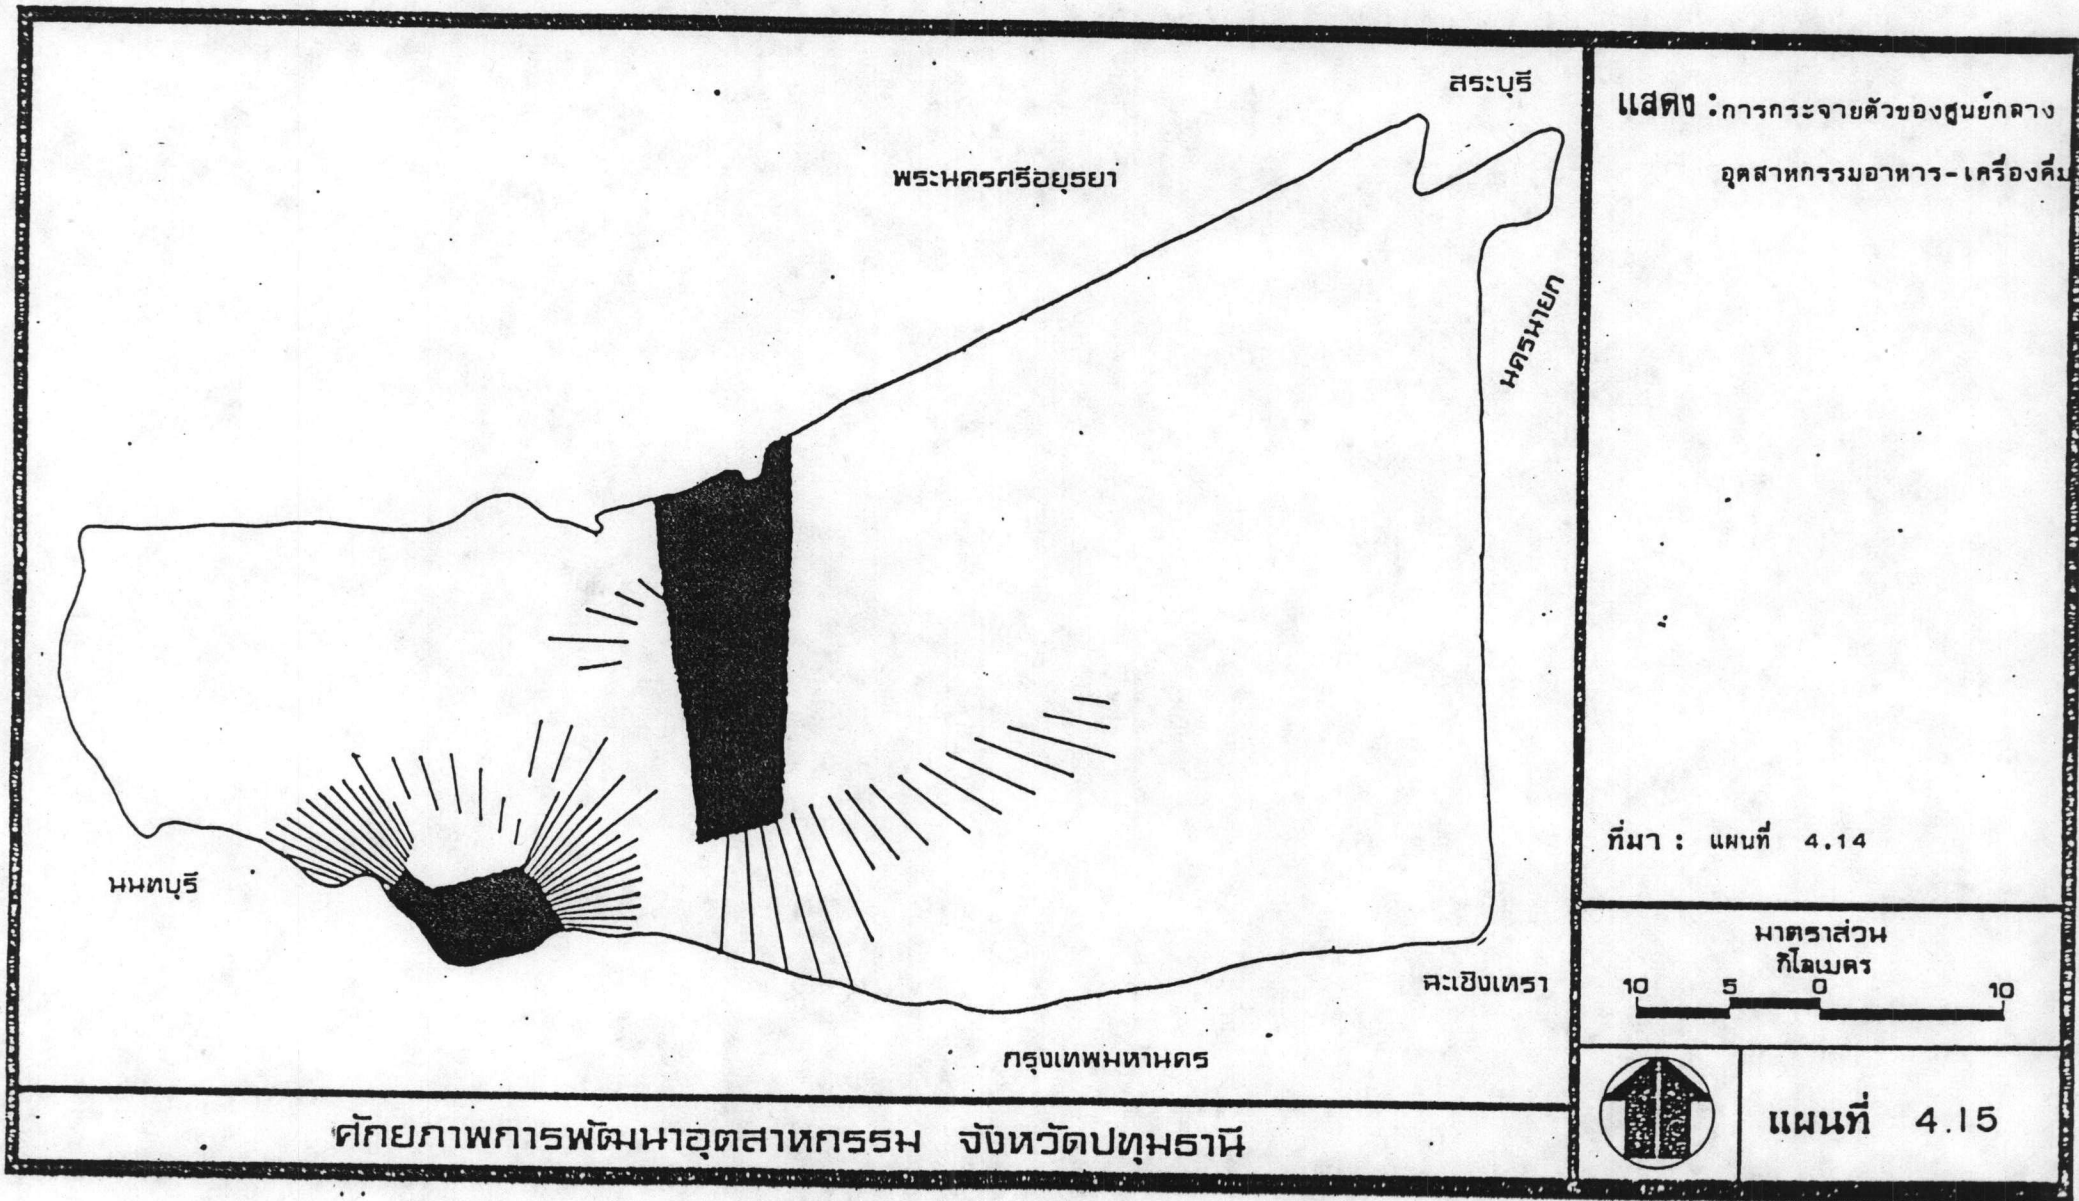 สระบุรี
พระนครศรีอยุธยา
นครนายก
นนทบุรี
ฉะเชิงเทรา
กรุงเทพมหานคร
ศักยภาพการพัฒนาอุตสาหกรรม จังหวัดปทุมธานี
แสดง : การกระจายตัวของศูนย์กลาง
อุตสาหกรรมอาหาร-เครื่องดื่ม
ที่มา : แผนที่ 4.14
มาตราส่วน
กิโลเมตร
10 5 0 10
แผนที่ 4.15